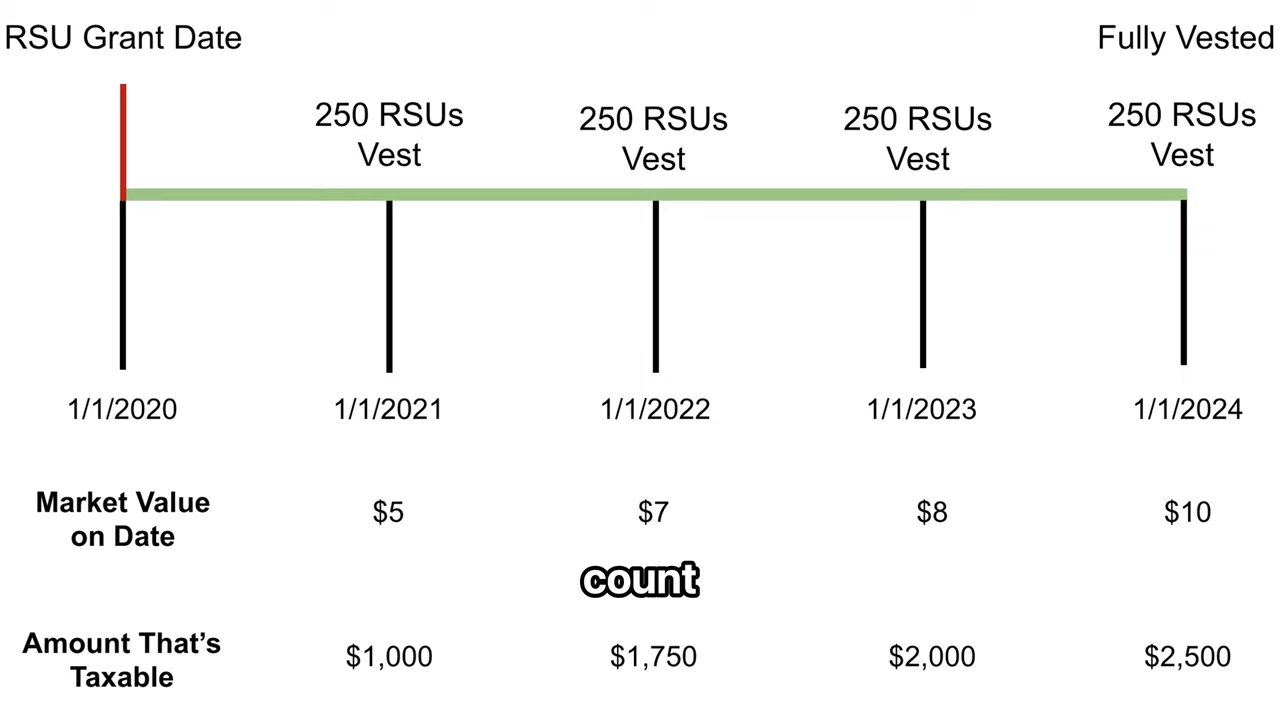 RSU Grant Date
Fully Vested
250 RSUs
Vest
250 RSUs
Vest
250 RSUs
Vest
250 RSUs
Vest
1/1/2020
1/1/2021
1/1/2022
1/1/2023
1/1/2024
Market Value
on Date
$5
$7
$8
$10
count
Amount That's
Taxable
$1,000
$1,750
$2,000
$2,500